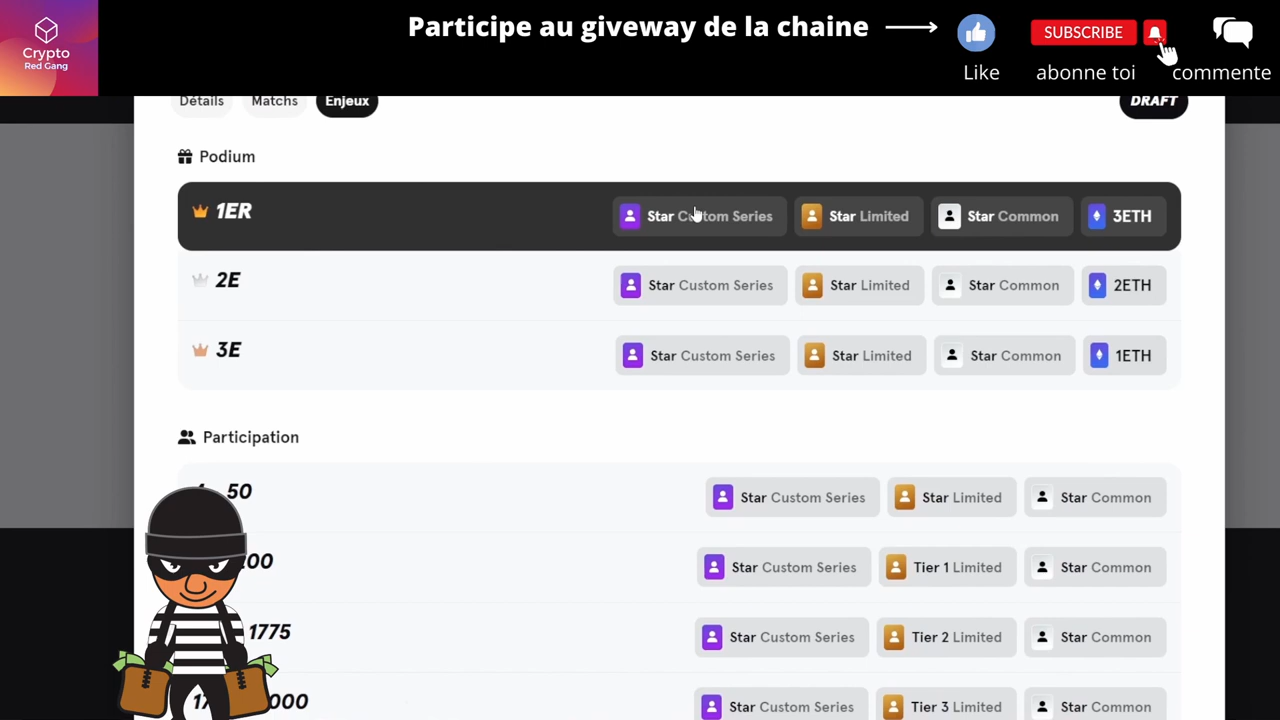 Participe au giveway de la chaine
SUBSCRIBE
Crypto
Red Gang
Like abonne toi commente
Détails Matchs Enjeux DRAFT
Podium
1ER Star Custom Series Star Limited Star Common 3ETH
2E Star Custom Series Star Limited Star Common 2ETH
3E Star Custom Series Star Limited Star Common 1ETH
Participation
50 Star Custom Series Star Limited Star Common
00 Star Custom Series Tier 1 Limited Star Common
1775 Star Custom Series Tier 2 Limited Star Common
17 000 Star Custom Series Tier 3 Limited Star Common